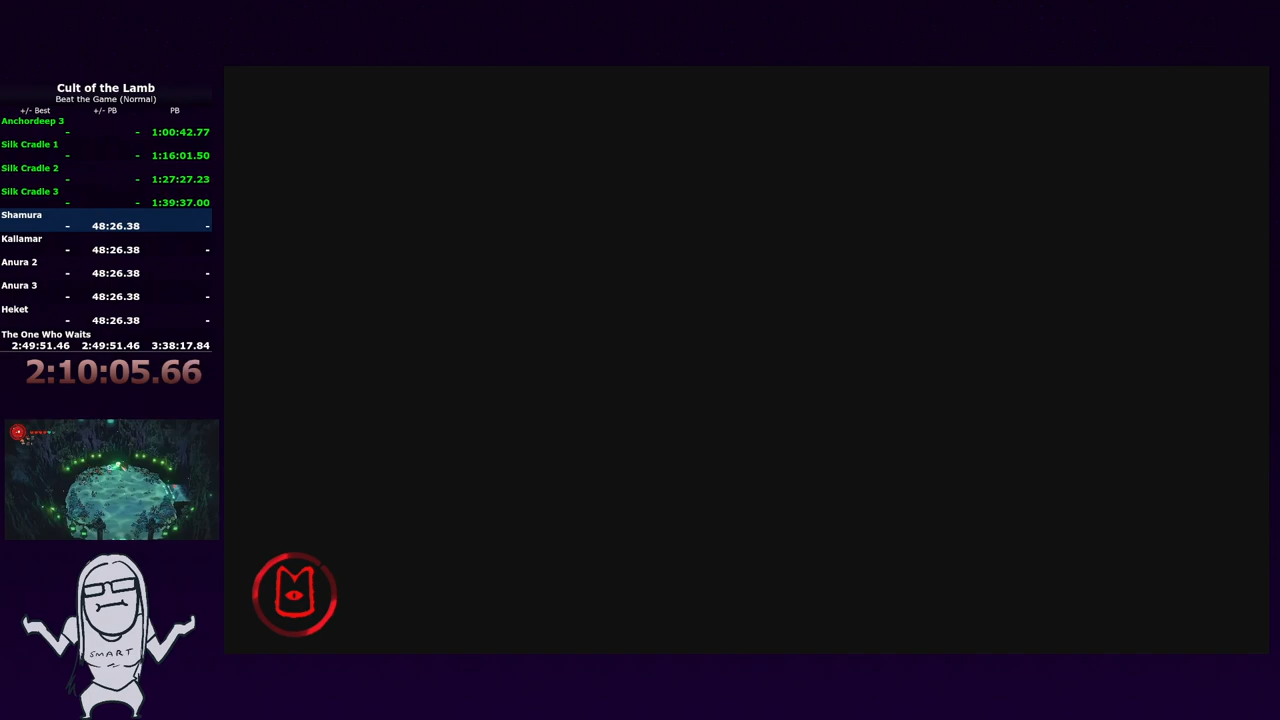 Cult of the Lamb
Beat the Game (Normal)
+/- Best +/- PB PB
Anchordeep 3
- - 1:00:42.77
Silk Cradle 1
- - 1:16:01.50
Silk Cradle 2
- - 1:27:27.23
Silk Cradle 3
- - 1:39:37.00
Shamura
- 48:26.38 -
Kallamar
- 48:26.38 -
Anura 2
- 48:26.38 -
Anura 3
- 48:26.38 -
Heket
- 48:26.38 -
The One Who Waits
2:49:51.46 2:49:51.46 3:38:17.84
2:10:05.66
SMART